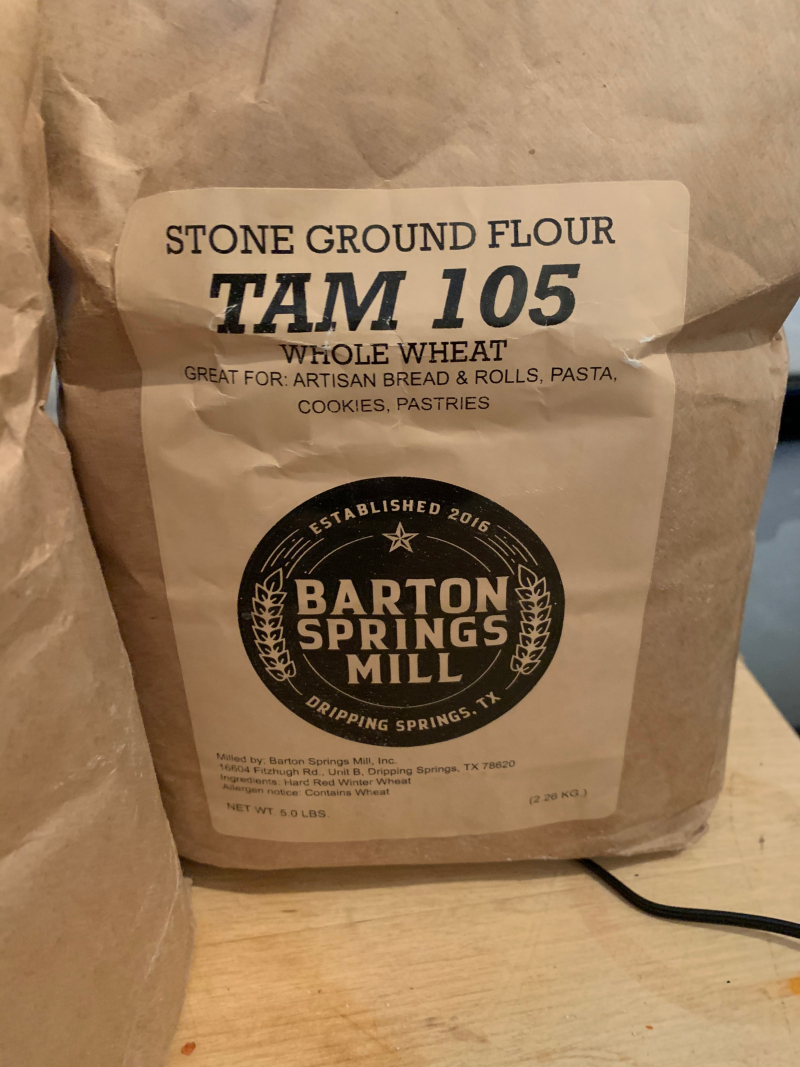 STONE GROUND FLOUR
TAM 105
WHOLE WHEAT
GREAT FOR: ARTISAN BREAD & ROLLS, PASTA,
COOKIES, PASTRIES
ESTABLISHED 2016
BARTON
SPRINGS
MILL
DRIPPING SPRINGS, TX
Milled by: Barton Springs Mill, Inc.
16604 Fitzhugh Rd., Unit B, Dripping Springs, TX 78620
Ingredients: Hard Red Winter Wheat
Allergen notice: Contains Wheat
NET WT. 5.0 LBS. (2.26 KG.)